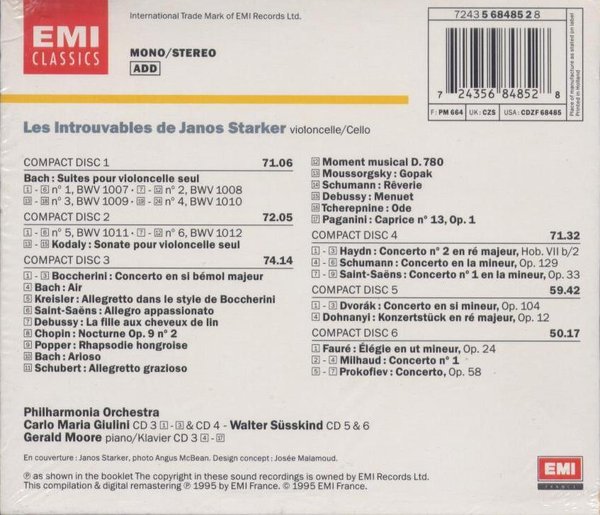 EMI
CLASSICS
International Trade Mark of EMI Records Ltd.
MONO/STEREO
ADD
7243 5 68485 2 8
7 24356 84852 8
F: PM 664 UK: CZS USA: CDZF 68485
Place of manufacture as stated on label
Printed in Holland
Les Introuvables de Janos Starker violoncelle/Cello
COMPACT DISC 1 71.06
Bach : Suites pour violoncelle seul
1 - 6 n° 1, BWV 1007 · 7 - 12 n° 2, BWV 1008
13 - 18 n° 3, BWV 1009 · 19 - 24 n° 4, BWV 1010
COMPACT DISC 2 72.05
1 - 6 n° 5, BWV 1011 · 7 - 12 n° 6, BWV 1012
13 - 15 Kodaly : Sonate pour violoncelle seul
COMPACT DISC 3 74.14
1 - 3 Boccherini : Concerto en si bémol majeur
4 Bach : Air
5 Kreisler : Allegretto dans le style de Boccherini
6 Saint-Saëns : Allegro appassionato
7 Debussy : La fille aux cheveux de lin
8 Chopin : Nocturne Op. 9 n° 2
9 Popper : Rhapsodie hongroise
10 Bach : Arioso
11 Schubert : Allegretto grazioso
12 Moment musical D. 780
13 Moussorgsky : Gopak
14 Schumann : Rêverie
15 Debussy : Menuet
16 Tcherepnine : Ode
17 Paganini : Caprice n° 13, Op. 1
COMPACT DISC 4 71.32
1 - 3 Haydn : Concerto n° 2 en ré majeur, Hob. VII b/2
4 - 6 Schumann : Concerto en la mineur, Op. 129
7 - 9 Saint-Saëns : Concerto n° 1 en la mineur, Op. 33
COMPACT DISC 5 59.42
1 - 3 Dvorák : Concerto en si mineur, Op. 104
4 Dohnanyi : Konzertstück en ré majeur, Op. 12
COMPACT DISC 6 50.17
1 Fauré : Élégie en ut mineur, Op. 24
2 - 4 Milhaud : Concerto n° 1
5 - 7 Prokofiev : Concerto, Op. 58
Philharmonia Orchestra
Carlo Maria Giulini CD 3 1 - 3 & CD 4 - Walter Süsskind CD 5 & 6
Gerald Moore piano/Klavier CD 3 4 - 17
En couverture : Janos Starker, photo Angus McBean. Design concept : Josée Malamoud.
℗ as shown in the booklet The copyright in these sound recordings is owned by EMI Records Ltd.
This compilation & digital remastering ℗ 1995 by EMI France. © 1995 EMI France.
EMI
FRANCE